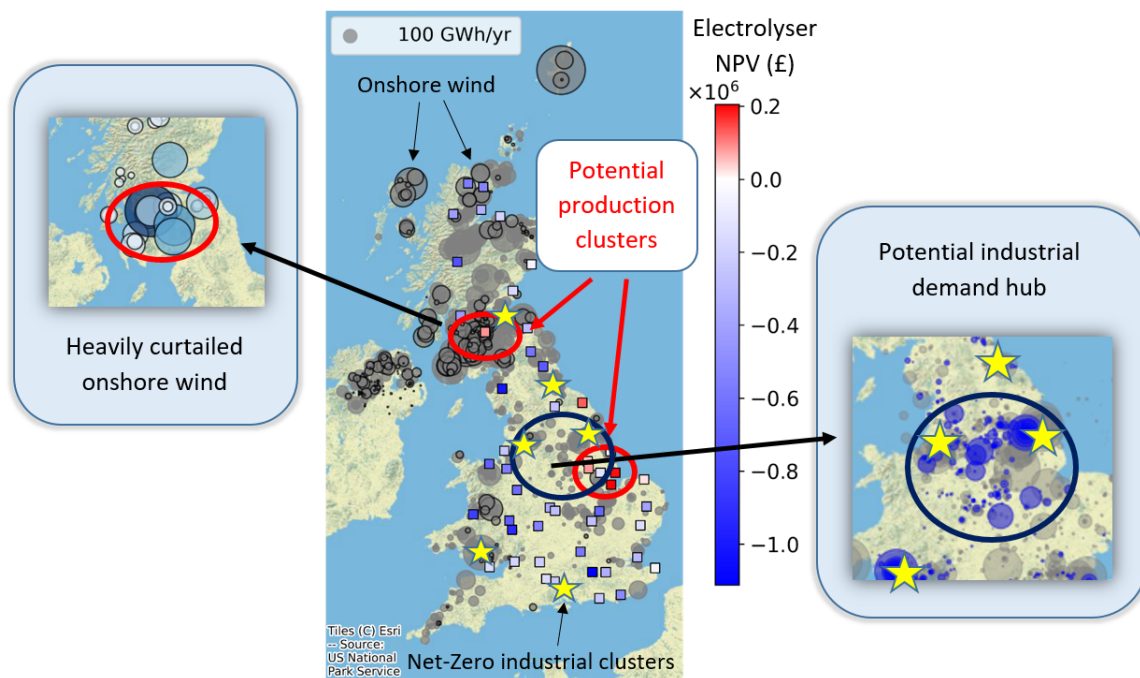 100 GWh/yr
Onshore wind
Electrolyser
NPV (£)
×10⁶
0.2
0.0
−0.2
−0.4
−0.6
−0.8
−1.0
Potential
production
clusters
Heavily curtailed
onshore wind
Potential industrial
demand hub
Tiles (C) Esri
-- Source:
US National
Park Service
Net-Zero industrial clusters